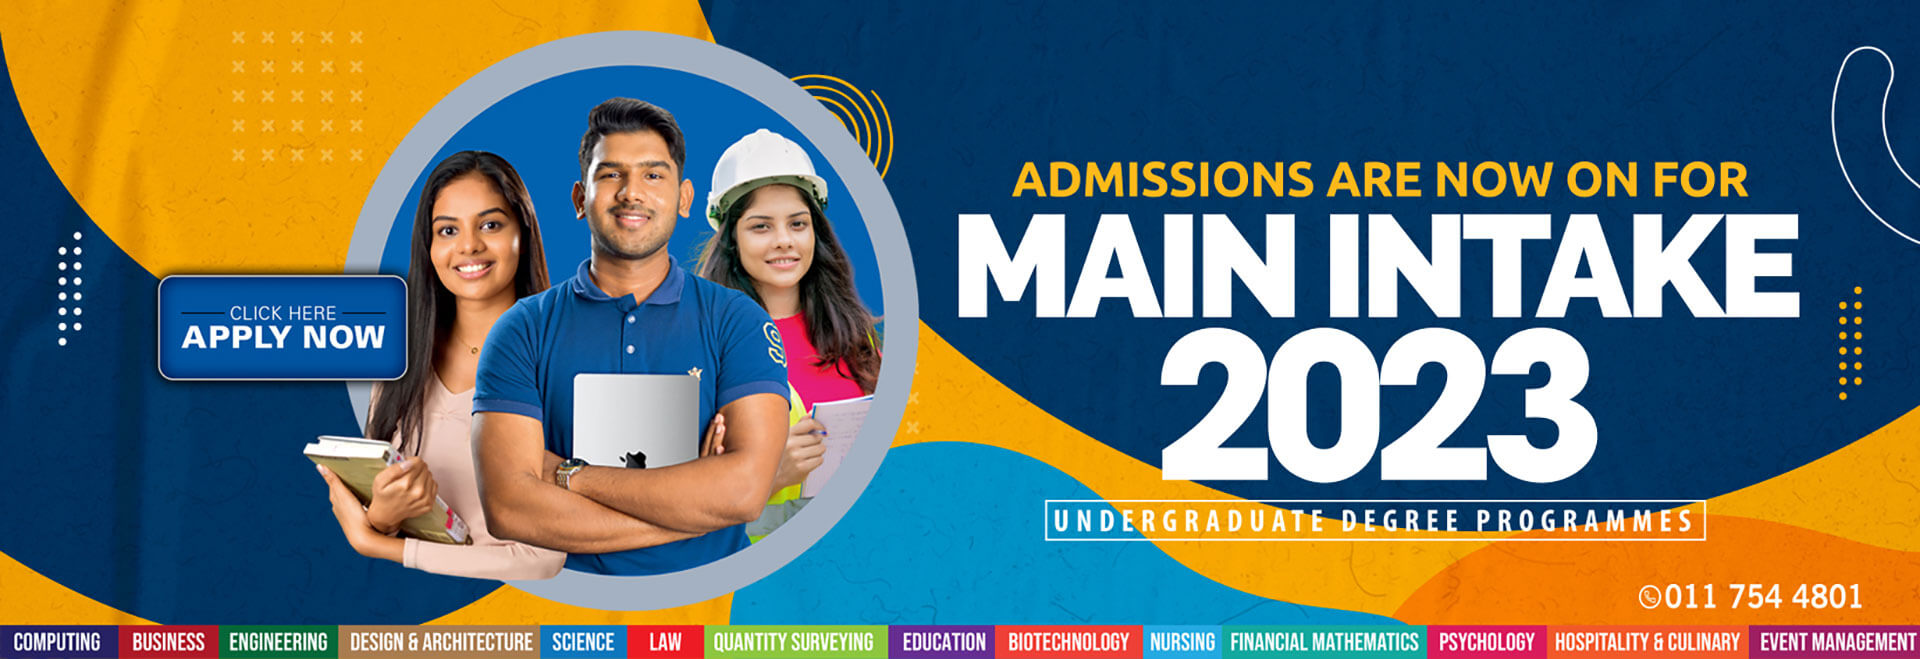 CLICK HERE
APPLY NOW
ADMISSIONS ARE NOW ON FOR
MAIN INTAKE
2023
UNDERGRADUATE DEGREE PROGRAMMES
011 754 4801
COMPUTING BUSINESS ENGINEERING DESIGN & ARCHITECTURE SCIENCE LAW QUANTITY SURVEYING EDUCATION BIOTECHNOLOGY NURSING FINANCIAL MATHEMATICS PSYCHOLOGY HOSPITALITY & CULINARY EVENT MANAGEMENT